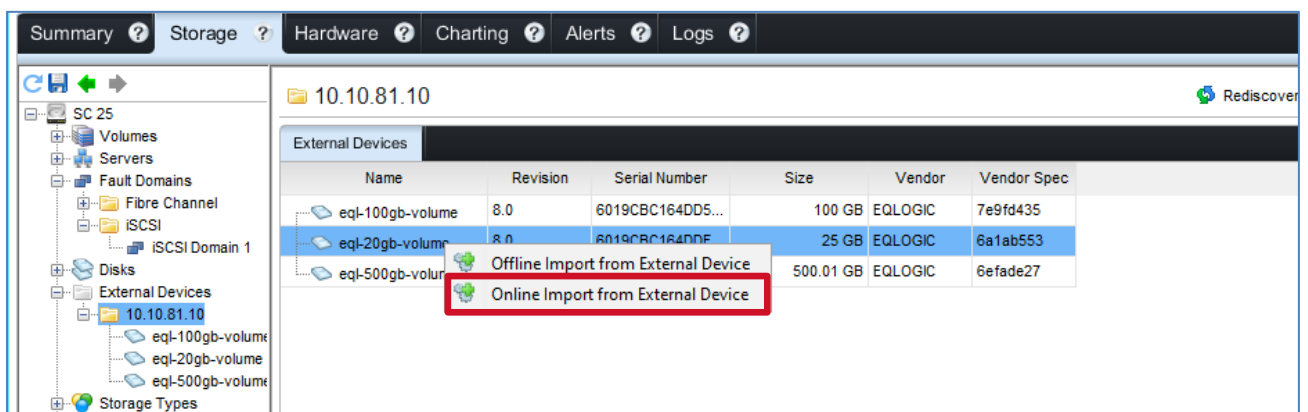 Summary ? Storage ? Hardware ? Charting ? Alerts ? Logs ?
SC 25
Volumes
Servers
Fault Domains
Fibre Channel
iSCSI
iSCSI Domain 1
Disks
External Devices
10.10.81.10
eql-100gb-volume
eql-20gb-volume
eql-500gb-volume
Storage Types
10.10.81.10
Rediscover
External Devices
Name Revision Serial Number Size Vendor Vendor Spec
eql-100gb-volume 8.0 6019CBC164DD5... 100 GB EQLOGIC 7e9fd435
eql-20gb-volume 8.0 6019CBC164DDF 25 GB EQLOGIC 6a1ab553
eql-500gb-volur 500.01 GB EQLOGIC 6efade27
Offline Import from External Device
Online Import from External Device